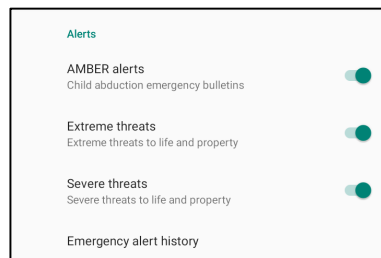 Alerts
AMBER alerts
Child abduction emergency bulletins
Extreme threats
Extreme threats to life and property
Severe threats
Severe threats to life and property
Emergency alert history